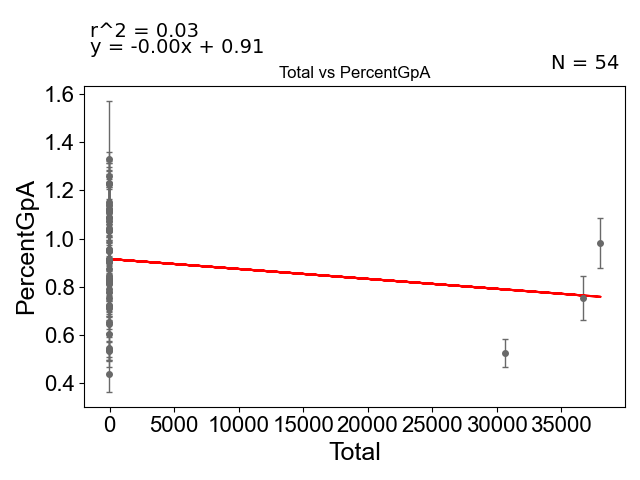 r^2 = 0.03
y = -0.00x + 0.91
N = 54
Total vs PercentGpA
1.6
1.4
1.2
1.0
0.8
0.6
0.4
PercentGpA
0 5000 10000 15000 20000 25000 30000 35000
Total